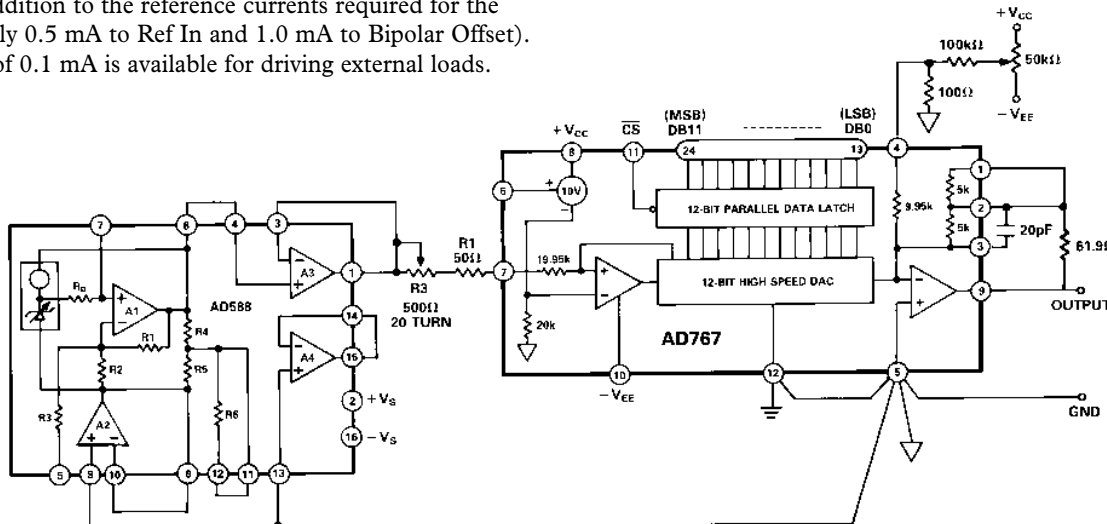 ddition to the reference currents required for the
ly 0.5 mA to Ref In and 1.0 mA to Bipolar Offset).
of 0.1 mA is available for driving external loads.
+VCC
100kΩ
50kΩ
100Ω
-VEE
+VCC
CS
(MSB)
DB11
(LSB)
DB0
8
11
24
13
4
6
+
10V
-
12-BIT PARALLEL DATA LATCH
9.95k
5k
5k
1
2
3
20pF
61.9
7
6
4
3
R1
50Ω
7
19.95k
+
-
12-BIT HIGH SPEED DAC
-
+
9
OUTPUT
-
+
A3
1
R3
500Ω
20 TURN
20k
AD767
+
-
A1
AD588
R4
R1
R2
R5
14
-
+
A4
15
10
-VEE
12
5
GND
R3
A2
+ -
R6
2
+VS
16
-VS
5
9
10
8
12
11
13